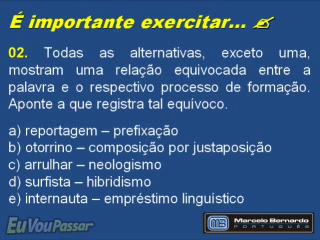 É importante exercitar... ✍
02. Todas as alternativas, exceto uma,
mostram uma relação equivocada entre a
palavra e o respectivo processo de formação.
Aponte a que registra tal equívoco.
a) reportagem – prefixação
b) otorrino – composição por justaposição
c) arrulhar – neologismo
d) surfista – hibridismo
e) internauta – empréstimo linguístico
EuVouPassar
Marcelo Bernardo
PORTUGUÊS